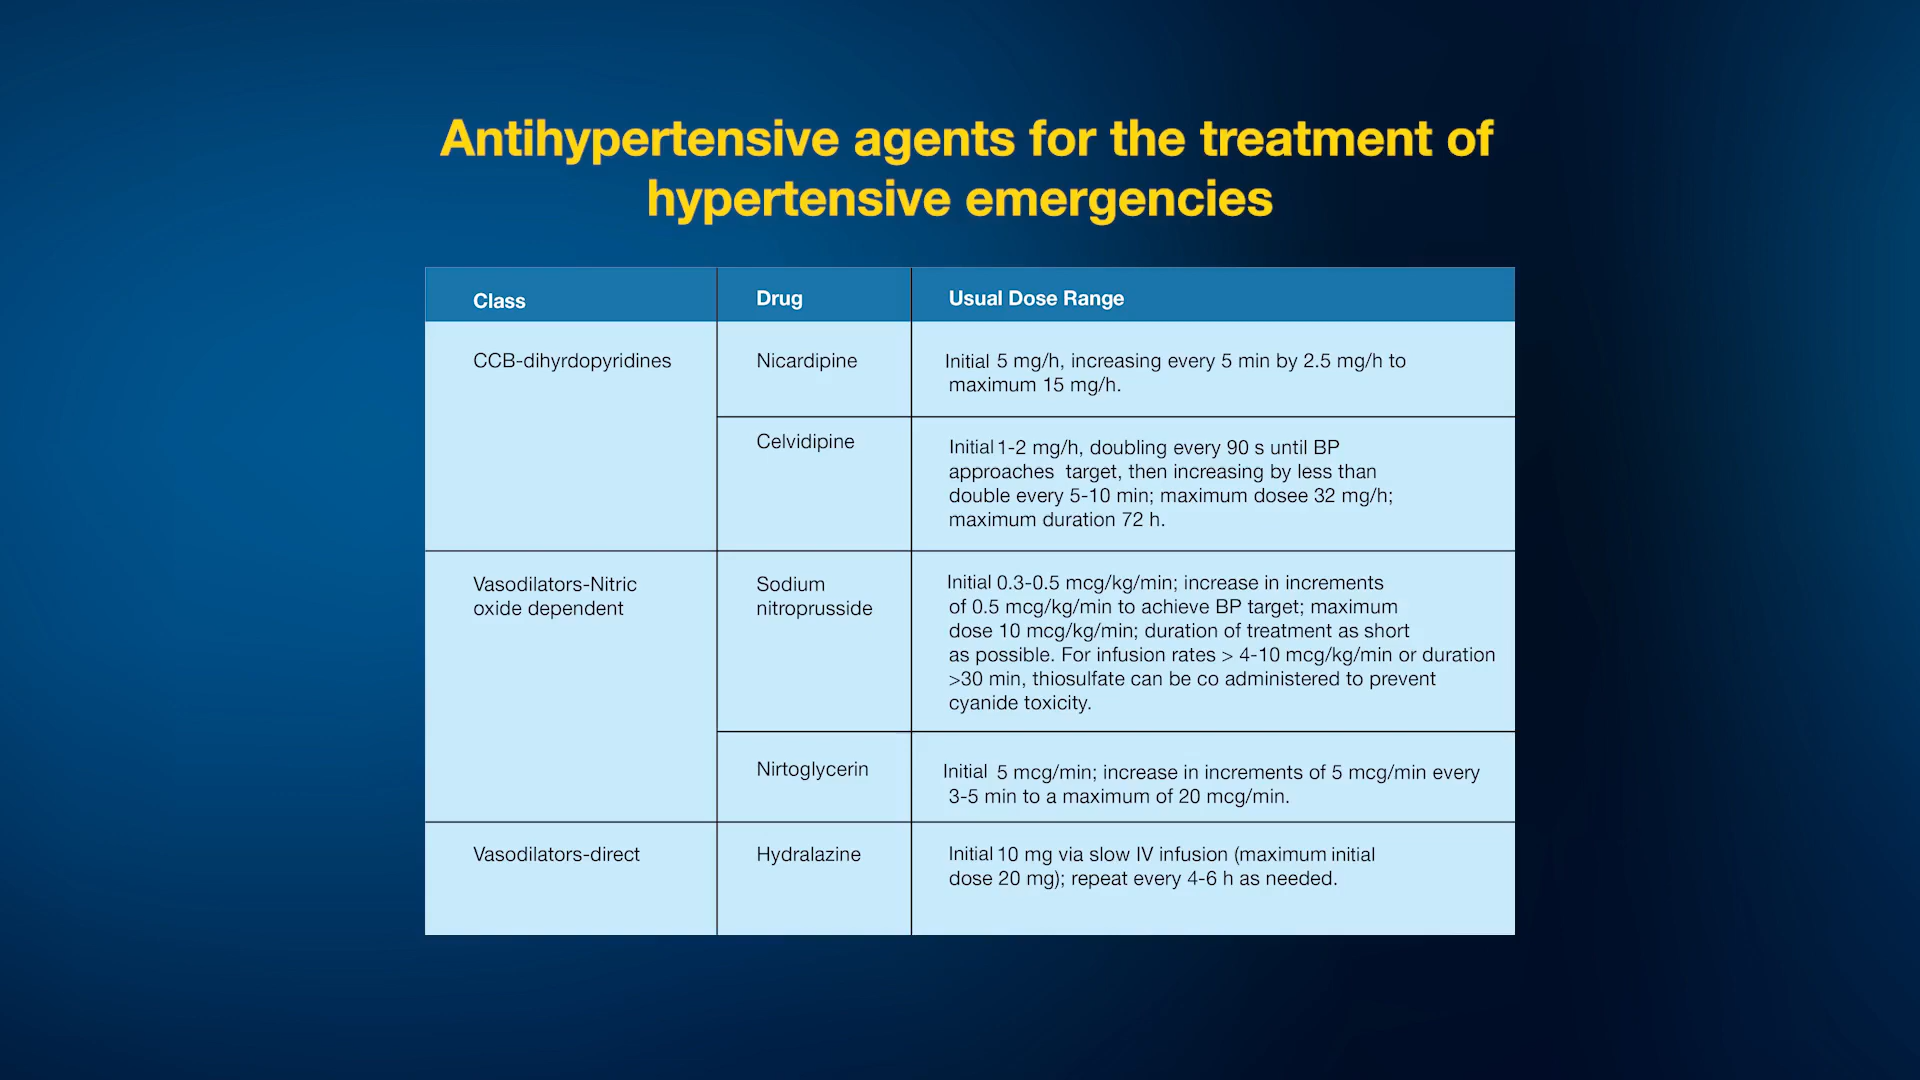 Antihypertensive agents for the treatment of
hypertensive emergencies
Class
Drug
Usual Dose Range
CCB-dihyrdopyridines
Nicardipine
Initial 5 mg/h, increasing every 5 min by 2.5 mg/h to
maximum 15 mg/h.
Celvidipine
Initial 1-2 mg/h, doubling every 90 s until BP
approaches target, then increasing by less than
double every 5-10 min; maximum dosee 32 mg/h;
maximum duration 72 h.
Vasodilators-Nitric
oxide dependent
Sodium
nitroprusside
Initial 0.3-0.5 mcg/kg/min; increase in increments
of 0.5 mcg/kg/min to achieve BP target; maximum
dose 10 mcg/kg/min; duration of treatment as short
as possible. For infusion rates > 4-10 mcg/kg/min or duration
>30 min, thiosulfate can be co administered to prevent
cyanide toxicity.
Nirtoglycerin
Initial 5 mcg/min; increase in increments of 5 mcg/min every
3-5 min to a maximum of 20 mcg/min.
Vasodilators-direct
Hydralazine
Initial 10 mg via slow IV infusion (maximum initial
dose 20 mg); repeat every 4-6 h as needed.